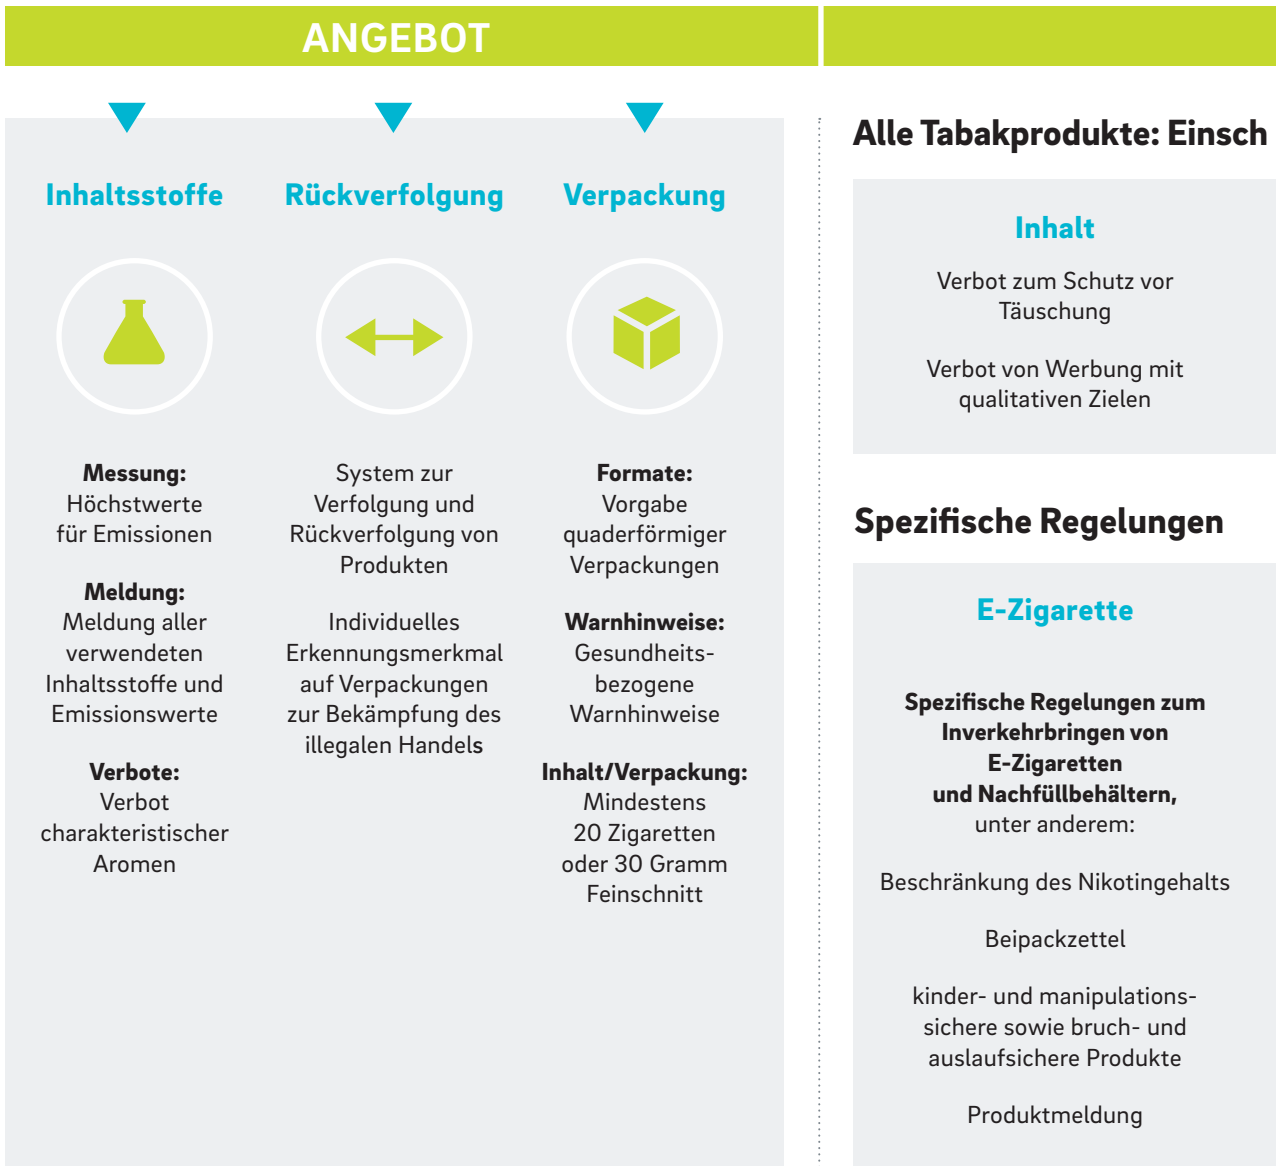 ANGEBOT
Inhaltsstoffe
Messung:
Höchstwerte
für Emissionen
Meldung:
Meldung aller
verwendeten
Inhaltsstoffe und
Emissionswerte
Verbote:
Verbot
charakteristischer
Aromen
Rückverfolgung
System zur
Verfolgung und
Rückverfolgung von
Produkten
Individuelles
Erkennungsmerkmal
auf Verpackungen
zur Bekämpfung des
illegalen Handels
Verpackung
Formate:
Vorgabe
quaderförmiger
Verpackungen
Warnhinweise:
Gesundheits-
bezogene
Warnhinweise
Inhalt/Verpackung:
Mindestens
20 Zigaretten
oder 30 Gramm
Feinschnitt
Alle Tabakprodukte: Einsch
Inhalt
Verbot zum Schutz vor
Täuschung
Verbot von Werbung mit
qualitativen Zielen
Spezifische Regelungen
E-Zigarette
Spezifische Regelungen zum
Inverkehrbringen von
E-Zigaretten
und Nachfüllbehältern,
unter anderem:
Beschränkung des Nikotingehalts
Beipackzettel
kinder- und manipulations-
sichere sowie bruch- und
auslaufsichere Produkte
Produktmeldung